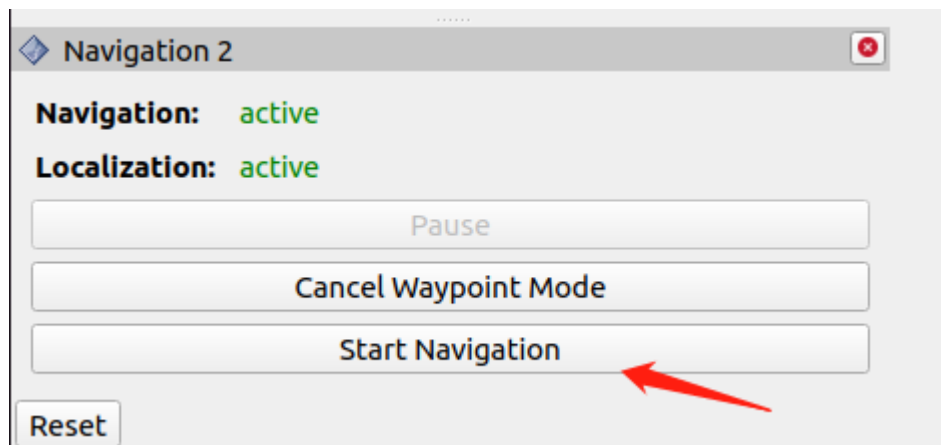 Navigation 2
Navigation: active
Localization: active
Pause
Cancel Waypoint Mode
Start Navigation
Reset